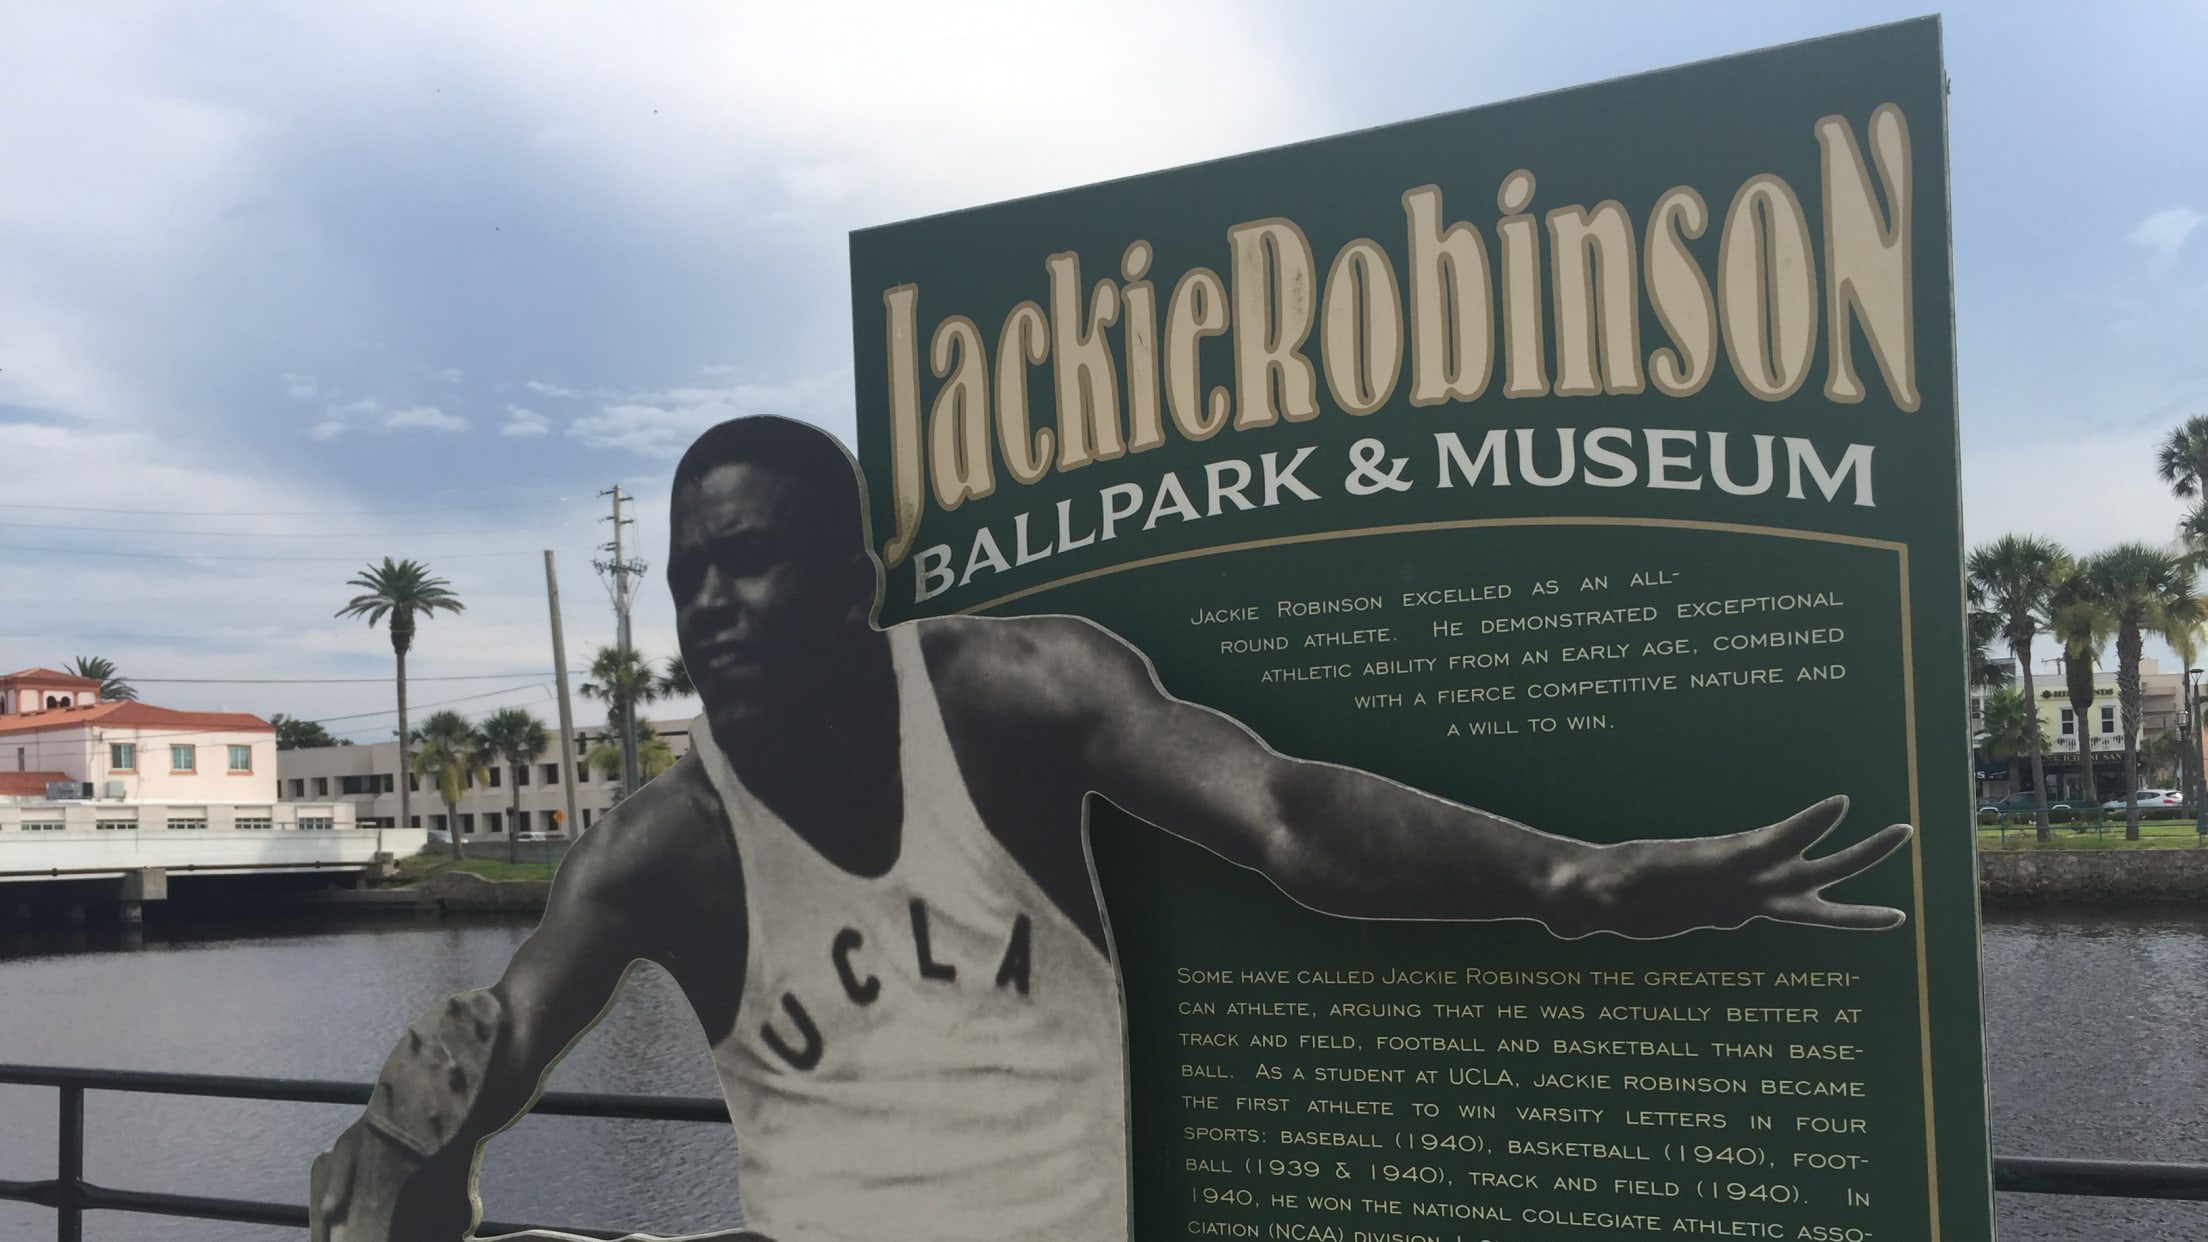 JackieRobinsoN
BALLPARK & MUSEUM
JACKIE ROBINSON EXCELLED AS AN ALL-
ROUND ATHLETE. HE DEMONSTRATED EXCEPTIONAL
ATHLETIC ABILITY FROM AN EARLY AGE, COMBINED
WITH A FIERCE COMPETITIVE NATURE AND
A WILL TO WIN.
UCLA
SOME HAVE CALLED JACKIE ROBINSON THE GREATEST AMERI-
CAN ATHLETE, ARGUING THAT HE WAS ACTUALLY BETTER AT
TRACK AND FIELD, FOOTBALL AND BASKETBALL THAN BASE-
BALL. AS A STUDENT AT UCLA, JACKIE ROBINSON BECAME
THE FIRST ATHLETE TO WIN VARSITY LETTERS IN FOUR
SPORTS: BASEBALL (1940), BASKETBALL (1940), FOOT-
BALL (1939 & 1940), TRACK AND FIELD (1940). IN
1940, HE WON THE NATIONAL COLLEGIATE ATHLETIC ASSO-
CIATION (NCAA) DIVISION I